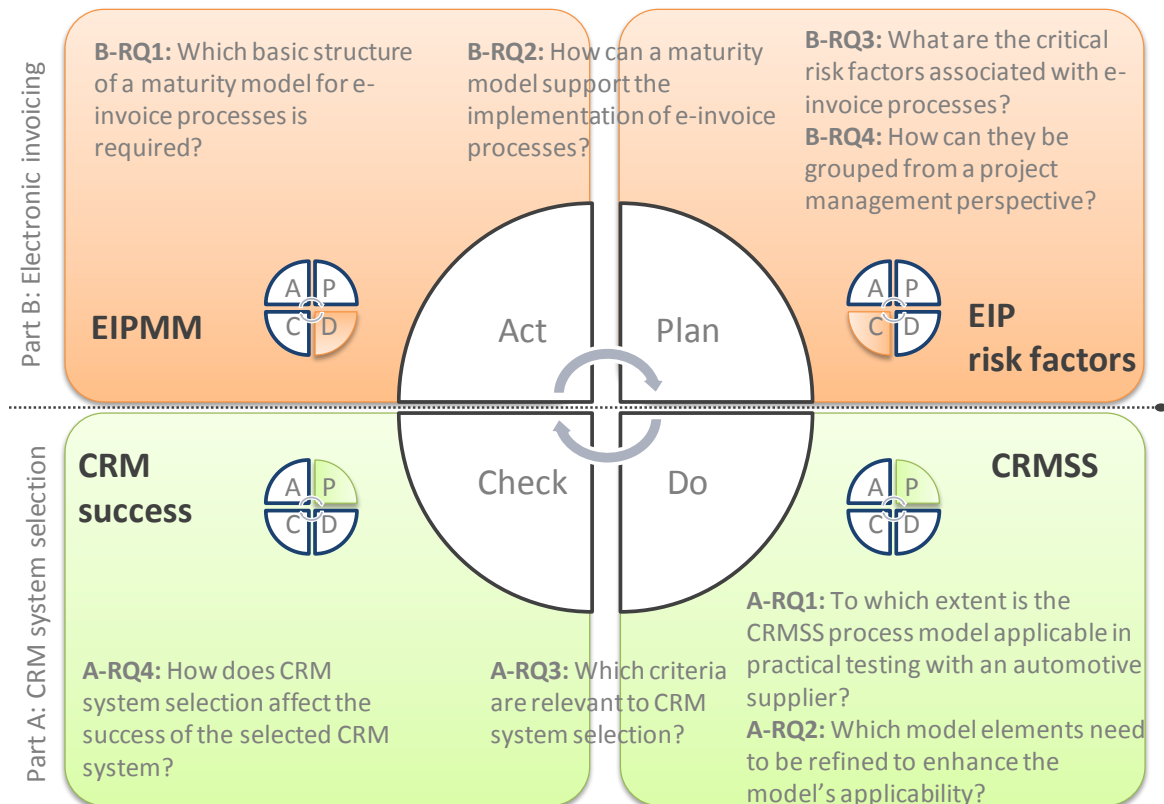 Part B: Electronic invoicing
B-RQ1: Which basic structure
of a maturity model for e-
invoice processes is
required?
B-RQ2: How can a maturity
model support the
implementation of e-invoice
processes?
B-RQ3: What are the critical
risk factors associated with e-
invoice processes?
B-RQ4: How can they be
grouped from a project
management perspective?
EIPMM
A P
C D
Act
Plan
A P
C D
EIP
risk factors
Part A: CRM system selection
CRM
success
A P
C D
Check
Do
A P
C D
CRMSS
A-RQ4: How does CRM
system selection affect the
success of the selected CRM
system?
A-RQ3: Which criteria
are relevant to CRM
system selection?
A-RQ1: To which extent is the
CRMSS process model applicable in
practical testing with an automotive
supplier?
A-RQ2: Which model elements need
to be refined to enhance the
model's applicability?